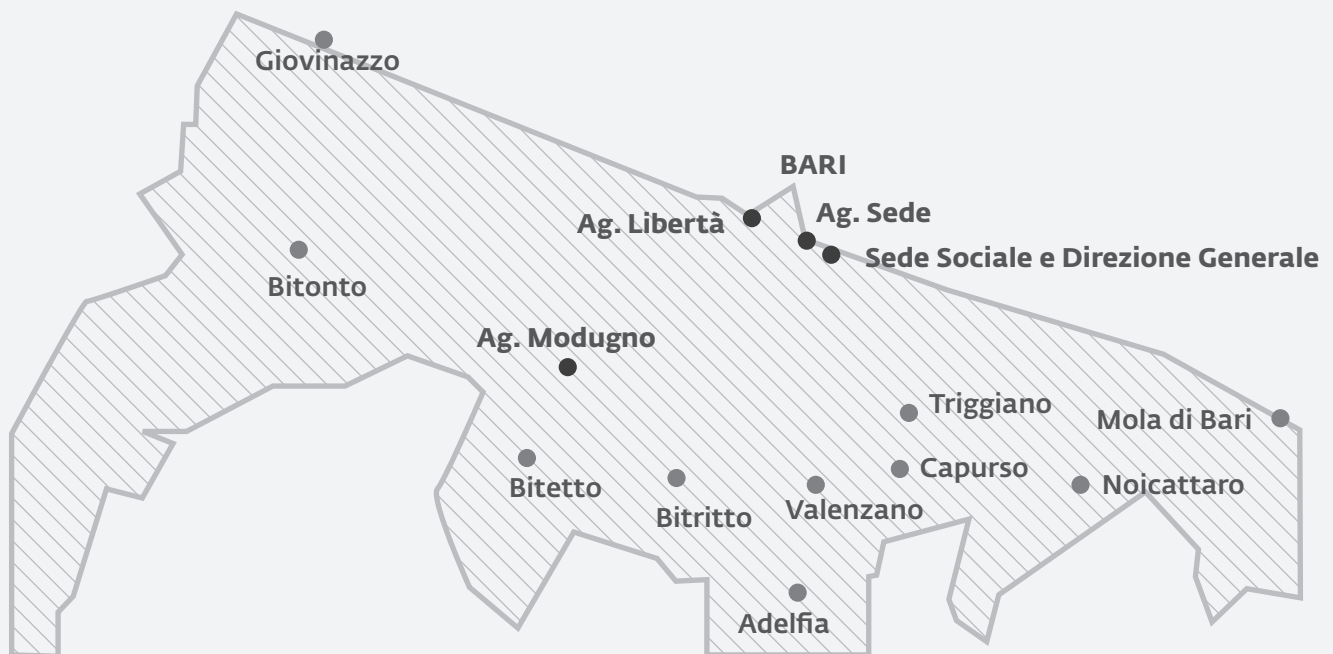 Giovinazzo
BARI
Ag. Sede
Ag. Libertà
Sede Sociale e Direzione Generale
Bitonto
Ag. Modugno
Triggiano
Mola di Bari
Capurso
Bitetto
Noicattaro
Valenzano
Bitritto
Adelfia